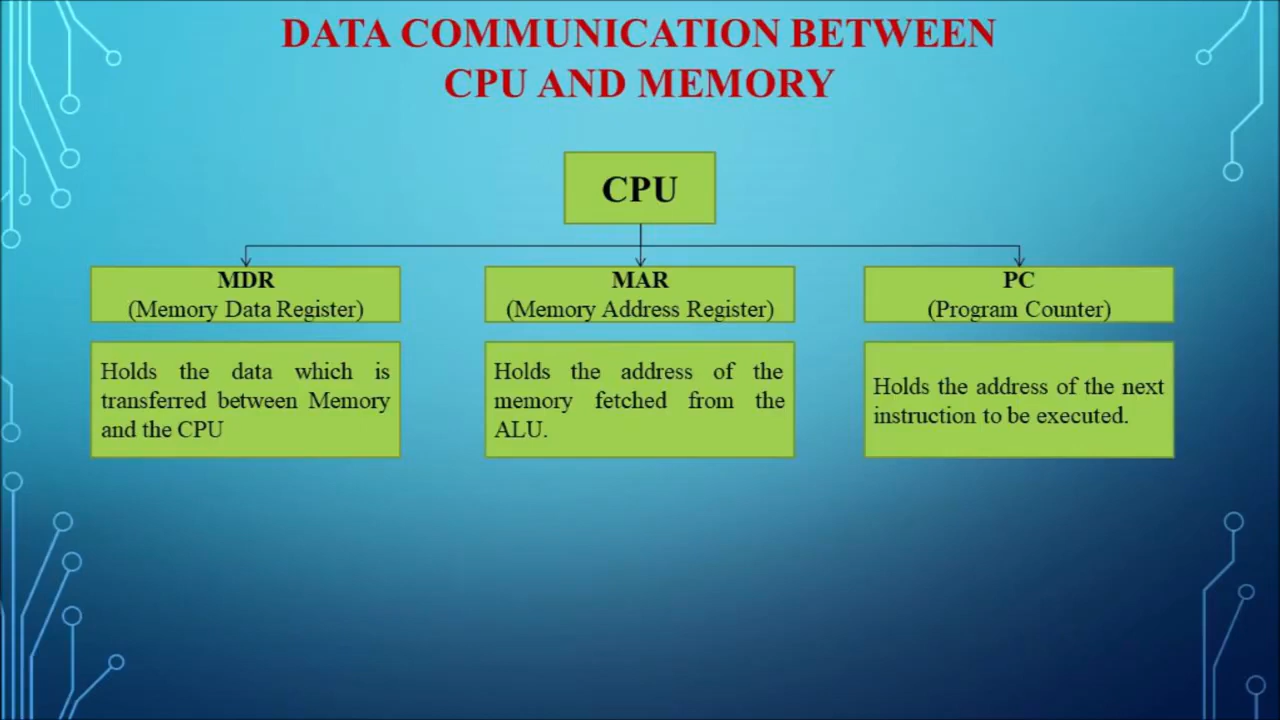 DATA COMMUNICATION BETWEEN
CPU AND MEMORY
CPU
MDR
(Memory Data Register)
Holds the data which is
transferred between Memory
and the CPU
MAR
(Memory Address Register)
Holds the address of the
memory fetched from the
ALU.
PC
(Program Counter)
Holds the address of the next
instruction to be executed.